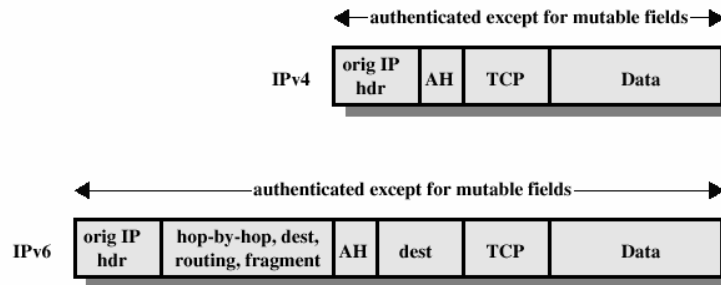 authenticated except for mutable fields
IPv4
orig IP
hdr
AH
TCP
Data
authenticated except for mutable fields
IPv6
orig IP
hdr
hop-by-hop, dest,
routing, fragment
AH
dest
TCP
Data